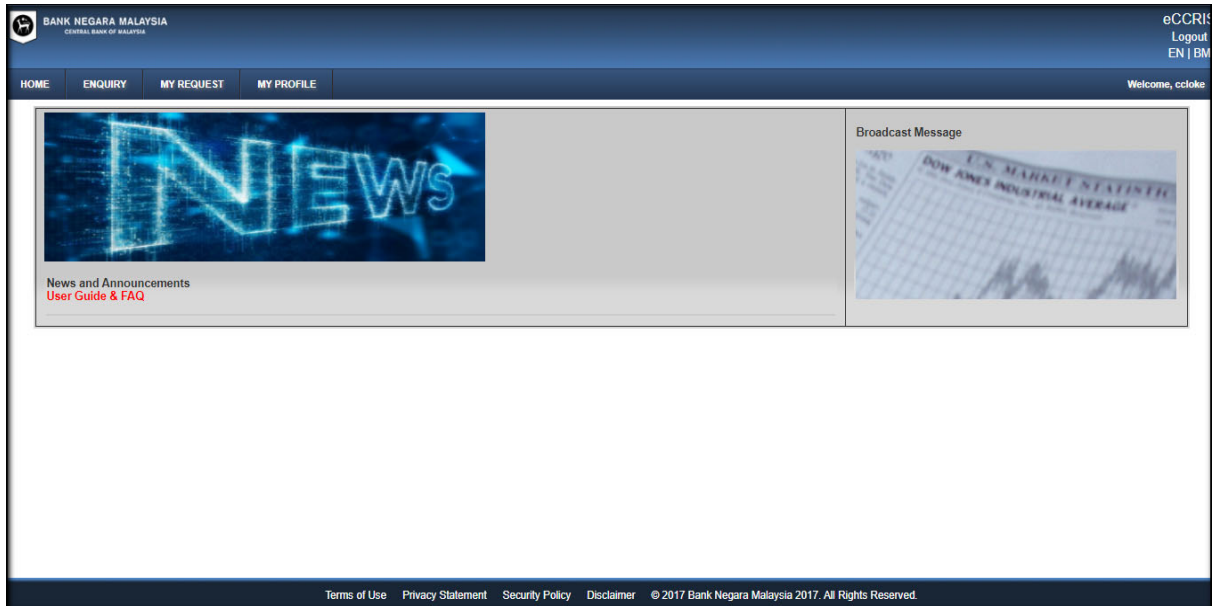 BANK NEGARA MALAYSIA
CENTRAL BANK OF MALAYSIA
eCCRIS
Logout
EN | BM
HOME ENQUIRY MY REQUEST MY PROFILE
Welcome, ccloke
NEWS
News and Announcements
User Guide & FAQ
Broadcast Message
U.S. MARKET STATISTIC
DOW JONES INDUSTRIAL AVERAGE
Terms of Use Privacy Statement Security Policy Disclaimer © 2017 Bank Negara Malaysia 2017. All Rights Reserved.